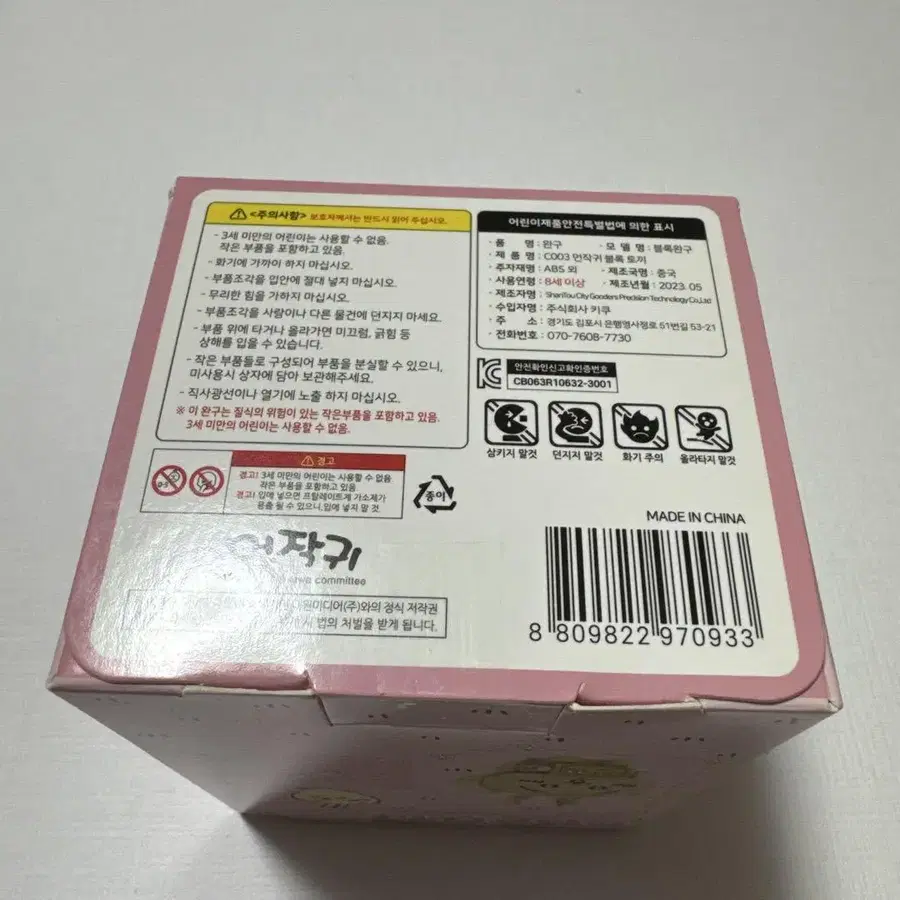 <주의사항> 보호자께서는 반드시 읽어 주십시오.
- 3세 미만의 어린이는 사용할 수 없음.
작은 부품을 포함하고 있음.
- 화기에 가까이 하지 마십시오.
- 부품조각을 입안에 절대 넣지 마십시오.
- 무리한 힘을 가하지 마십시오.
- 부품조각을 사람이나 다른 물건에 던지지 마세요.
- 부품 위에 타거나 올라가면 미끄럼, 긁힘 등
상해를 입을 수 있습니다.
- 작은 부품들로 구성되어 부품을 분실할 수 있으니,
미사용시 상자에 담아 보관해주세요.
- 직사광선이나 열기에 노출 하지 마십시오.
※ 이 완구는 질식의 위험이 있는 작은부품을 포함하고 있음.
3세 미만의 어린이는 사용할 수 없음.
어린이제품안전특별법에 의한 표시
· 품 명 : 완구 · 모 델 명 : 블록완구
· 제 품 명 : C003 먼작귀 블록 토끼
· 주자재명 : ABS 외 · 제조국명 : 중국
· 사용연령 : 8세 이상 · 제조년월 : 2023. 05
· 제조자명 : ShanTou City Gooders Precision Technology Co.,Ltd
· 수입자명 : 주식회사 키쿠
· 주 소 : 경기도 김포시 은행영사정로 51번길 53-21
· 전화번호 : 070-7608-7730
안전확인신고확인증번호
CB063R10632-3001
삼키지 말것 던지지 말것 화기 주의 올라타지 말것
경고
0-3
경고! 3세 미만의 어린이는 사용할 수 없음
작은 부품을 포함하고 있음
경고! 입에 넣으면 프탈레이트계 가소제가
용출 될 수 있으니, 입에 넣지 말 것
종이
작귀
committee
미디어(주)와의 정식 저작권
시 법의 처벌을 받게 됩니다.
MADE IN CHINA
8 809822 970933